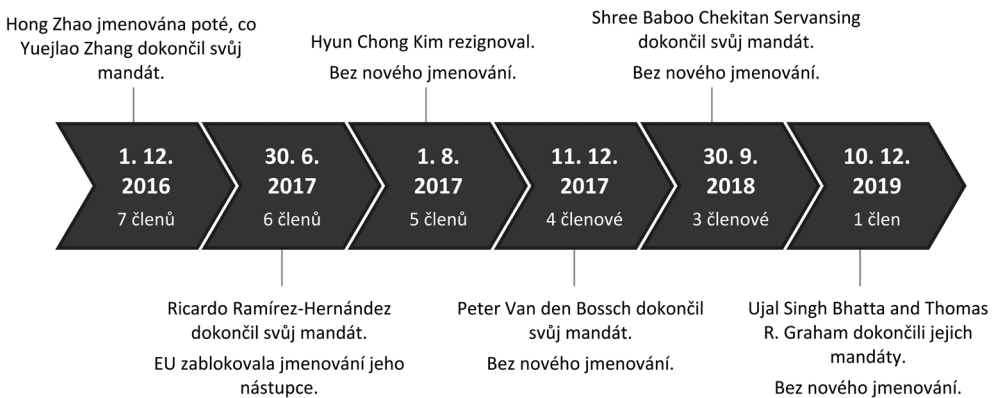 Hong Zhao jmenována poté, co
Yuejlao Zhang dokončil svůj
mandát.
Hyun Chong Kim rezignoval.
Bez nového jmenování.
Shree Baboo Chekitan Servansing
dokončil svůj mandát.
Bez nového jmenování.
1. 12.
2016
7 členů
30. 6.
2017
6 členů
1. 8.
2017
5 členů
11. 12.
2017
4 členové
30. 9.
2018
3 členové
10. 12.
2019
1 člen
Ricardo Ramírez-Hernández
dokončil svůj mandát.
EU zablokovala jmenování jeho
nástupce.
Peter Van den Bossch dokončil
svůj mandát.
Bez nového jmenování.
Ujal Singh Bhatta and Thomas
R. Graham dokončili jejich
mandáty.
Bez nového jmenování.